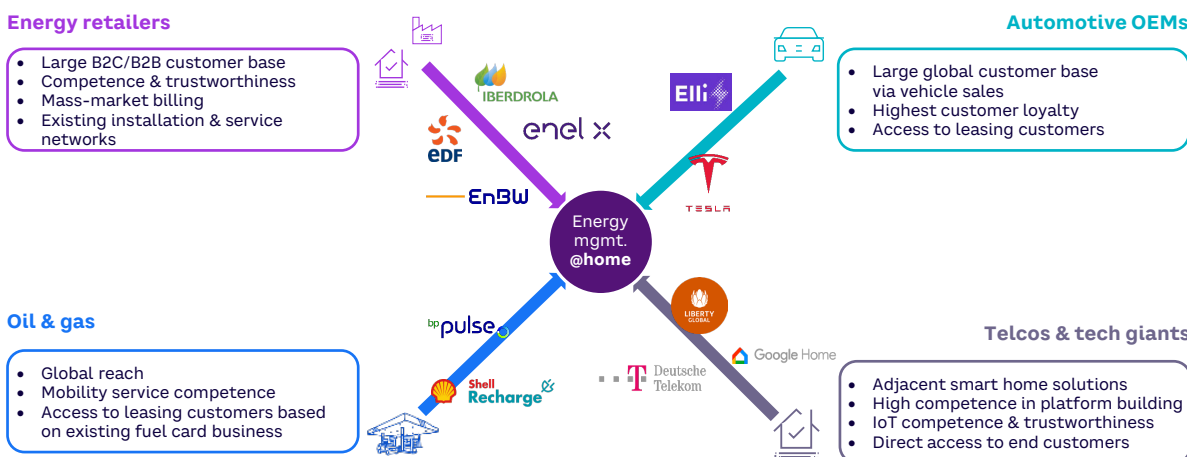 Energy retailers
• Large B2C/B2B customer base
• Competence & trustworthiness
• Mass-market billing
• Existing installation & service
networks
Automotive OEMs
• Large global customer base
via vehicle sales
• Highest customer loyalty
• Access to leasing customers
IBERDROLA
enel x
eDF
EnBW
Elli
TESLA
Energy
mgmt.
@home
Oil & gas
• Global reach
• Mobility service competence
• Access to leasing customers based
on existing fuel card business
bp pulse
Shell
Recharge
LIBERTY
GLOBAL
Google Home
T Deutsche
Telekom
Telcos & tech giants
• Adjacent smart home solutions
• High competence in platform building
• IoT competence & trustworthiness
• Direct access to end customers